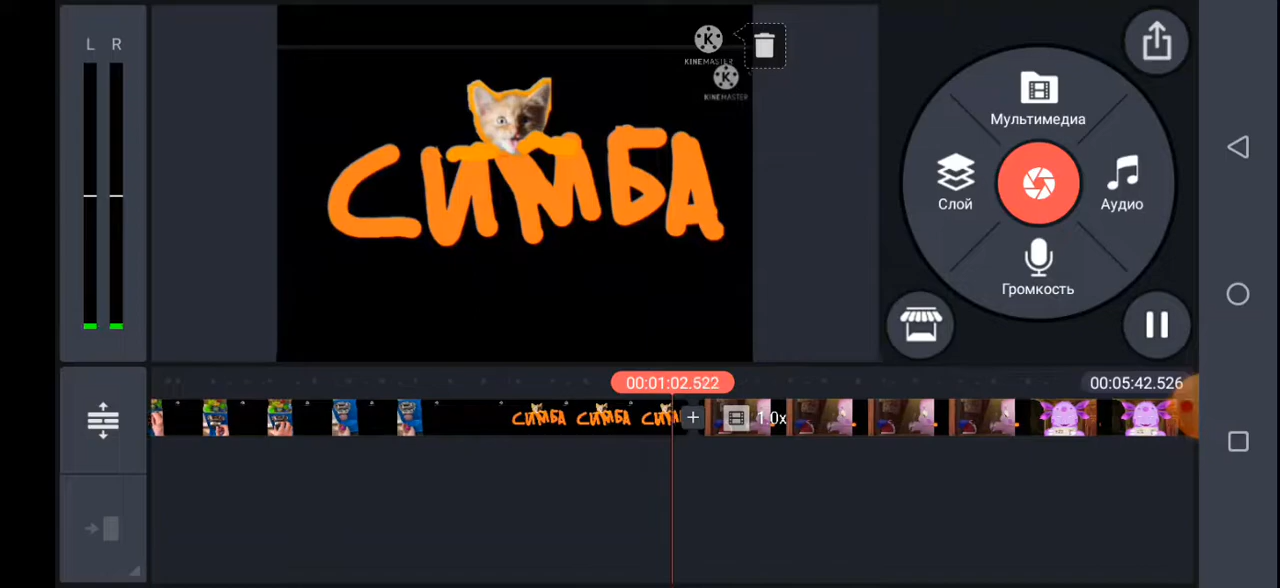 L R
KINEMASTER
KINEMASTER
СИМБА
Мультимедиа
Слой
Аудио
Громкость
00:01:02.522
00:05:42.526
СИМБА СИМБА СИМБ
1.0x